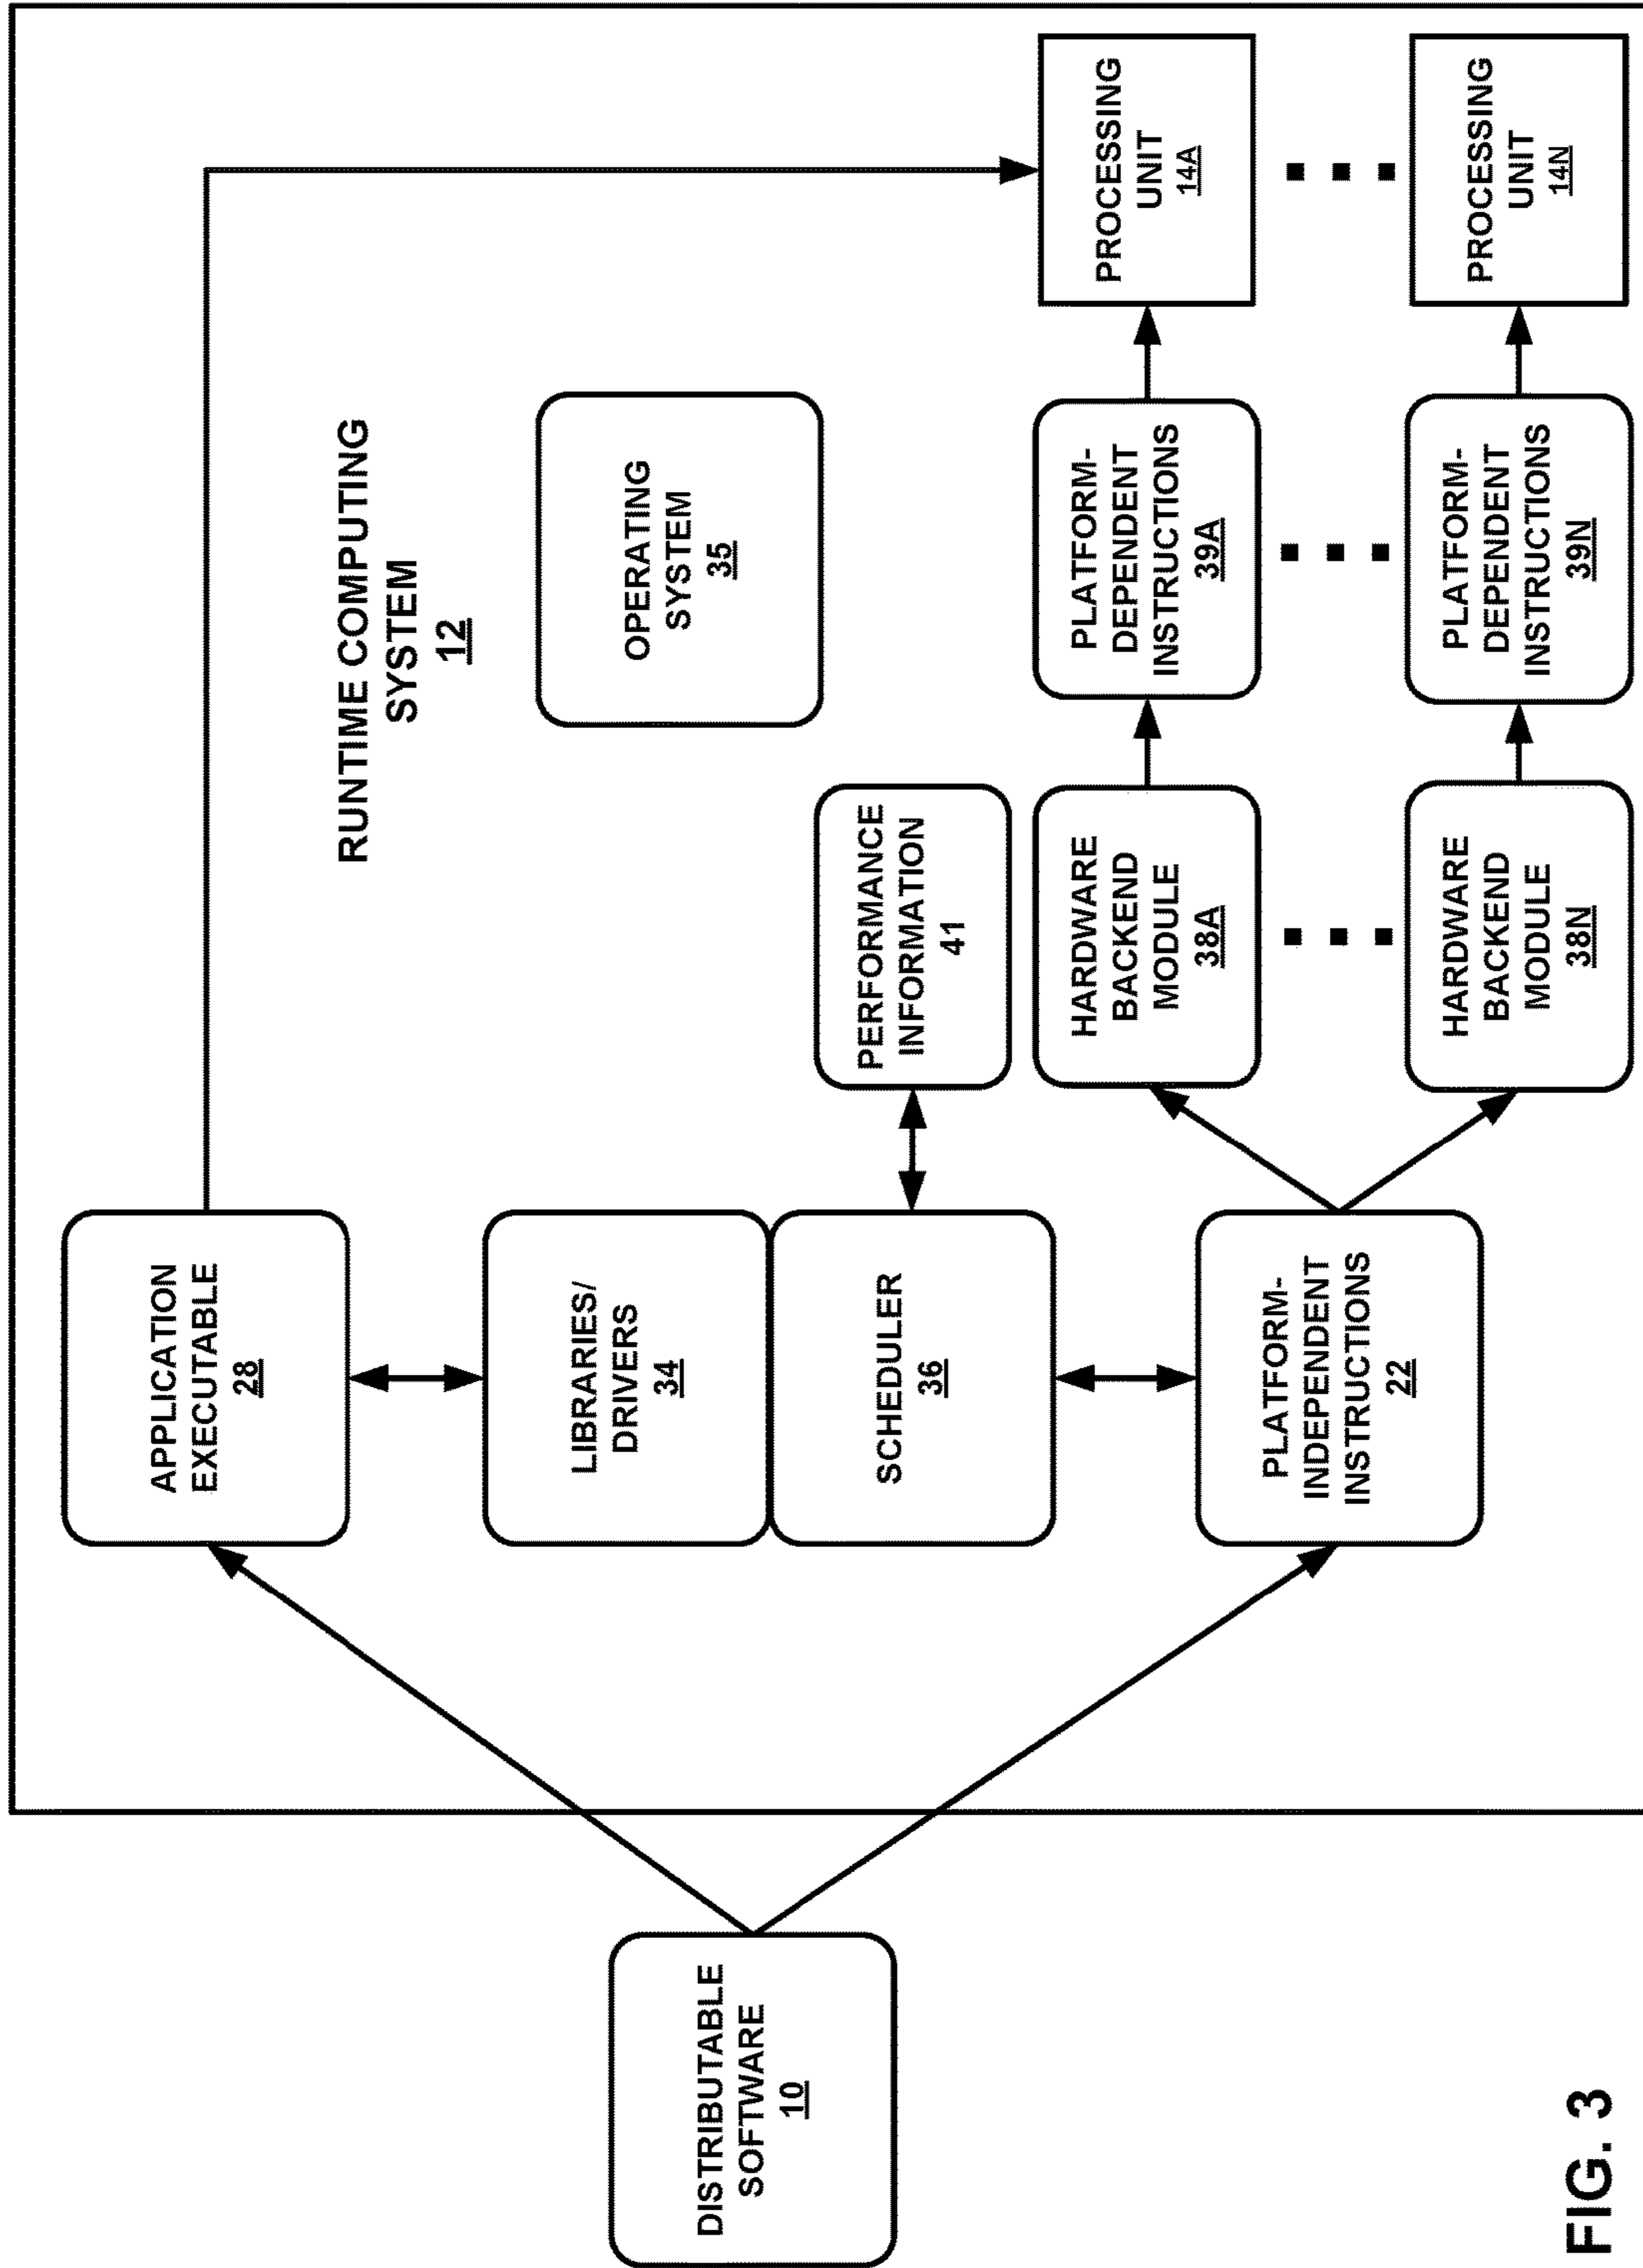 RUNTIME COMPUTING
SYSTEM
12
APPLICATION
EXECUTABLE
28
LIBRARIES/
DRIVERS
34
OPERATING
SYSTEM
35
DISTRIBUTABLE
SOFTWARE
10
SCHEDULER
36
PERFORMANCE
INFORMATION
41
PLATFORM-
INDEPENDENT
INSTRUCTIONS
22
HARDWARE
BACKEND
MODULE
38A
PLATFORM-
DEPENDENT
INSTRUCTIONS
39A
PROCESSING
UNIT
14A
HARDWARE
BACKEND
MODULE
38N
PLATFORM-
DEPENDENT
INSTRUCTIONS
39N
PROCESSING
UNIT
14N
FIG. 3